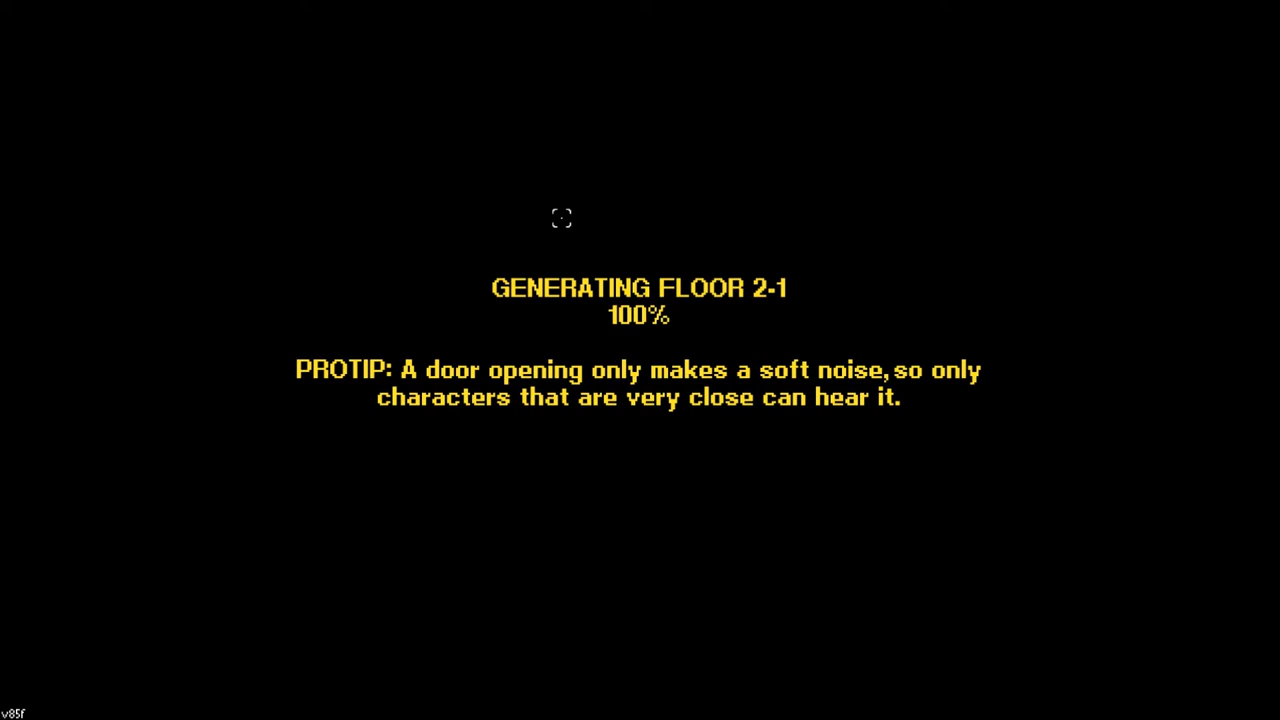 GENERATING FLOOR 2-1
100%
PROTIP: A door opening only makes a soft noise, so only
characters that are very close can hear it.
v85f